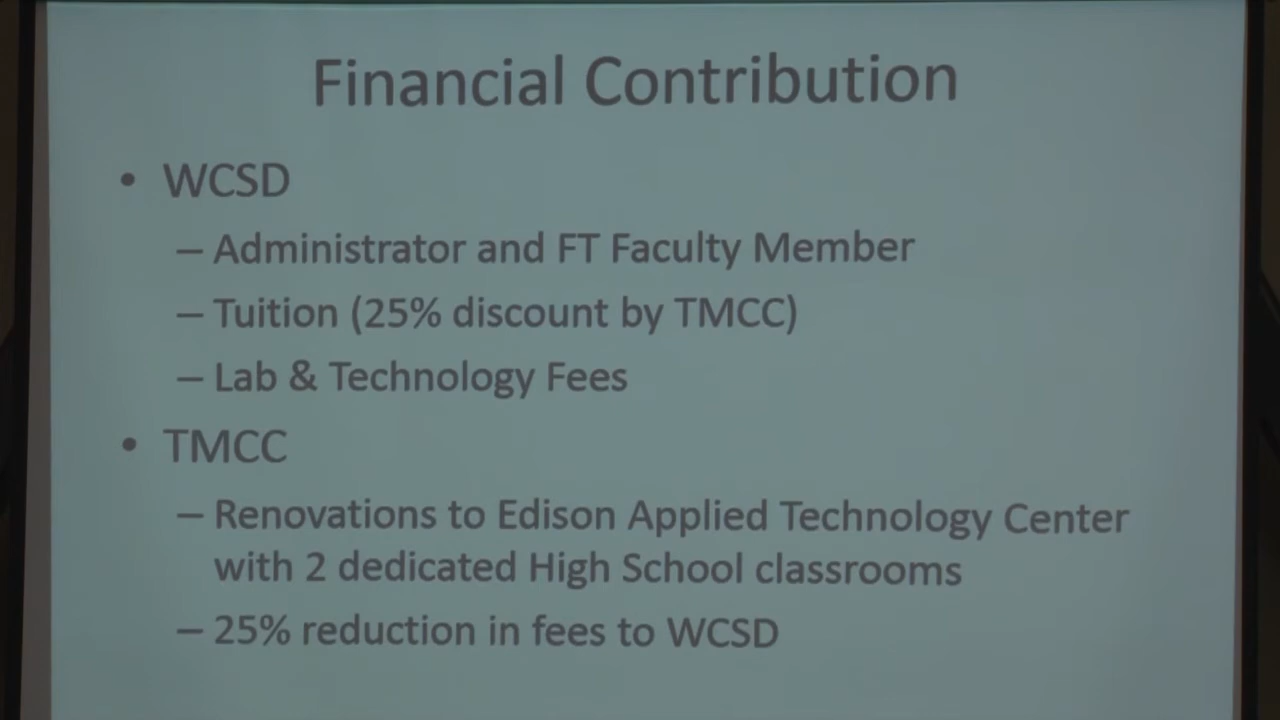 Financial Contribution
• WCSD
– Administrator and FT Faculty Member
– Tuition (25% discount by TMCC)
– Lab & Technology Fees
• TMCC
– Renovations to Edison Applied Technology Center
with 2 dedicated High School classrooms
– 25% reduction in fees to WCSD